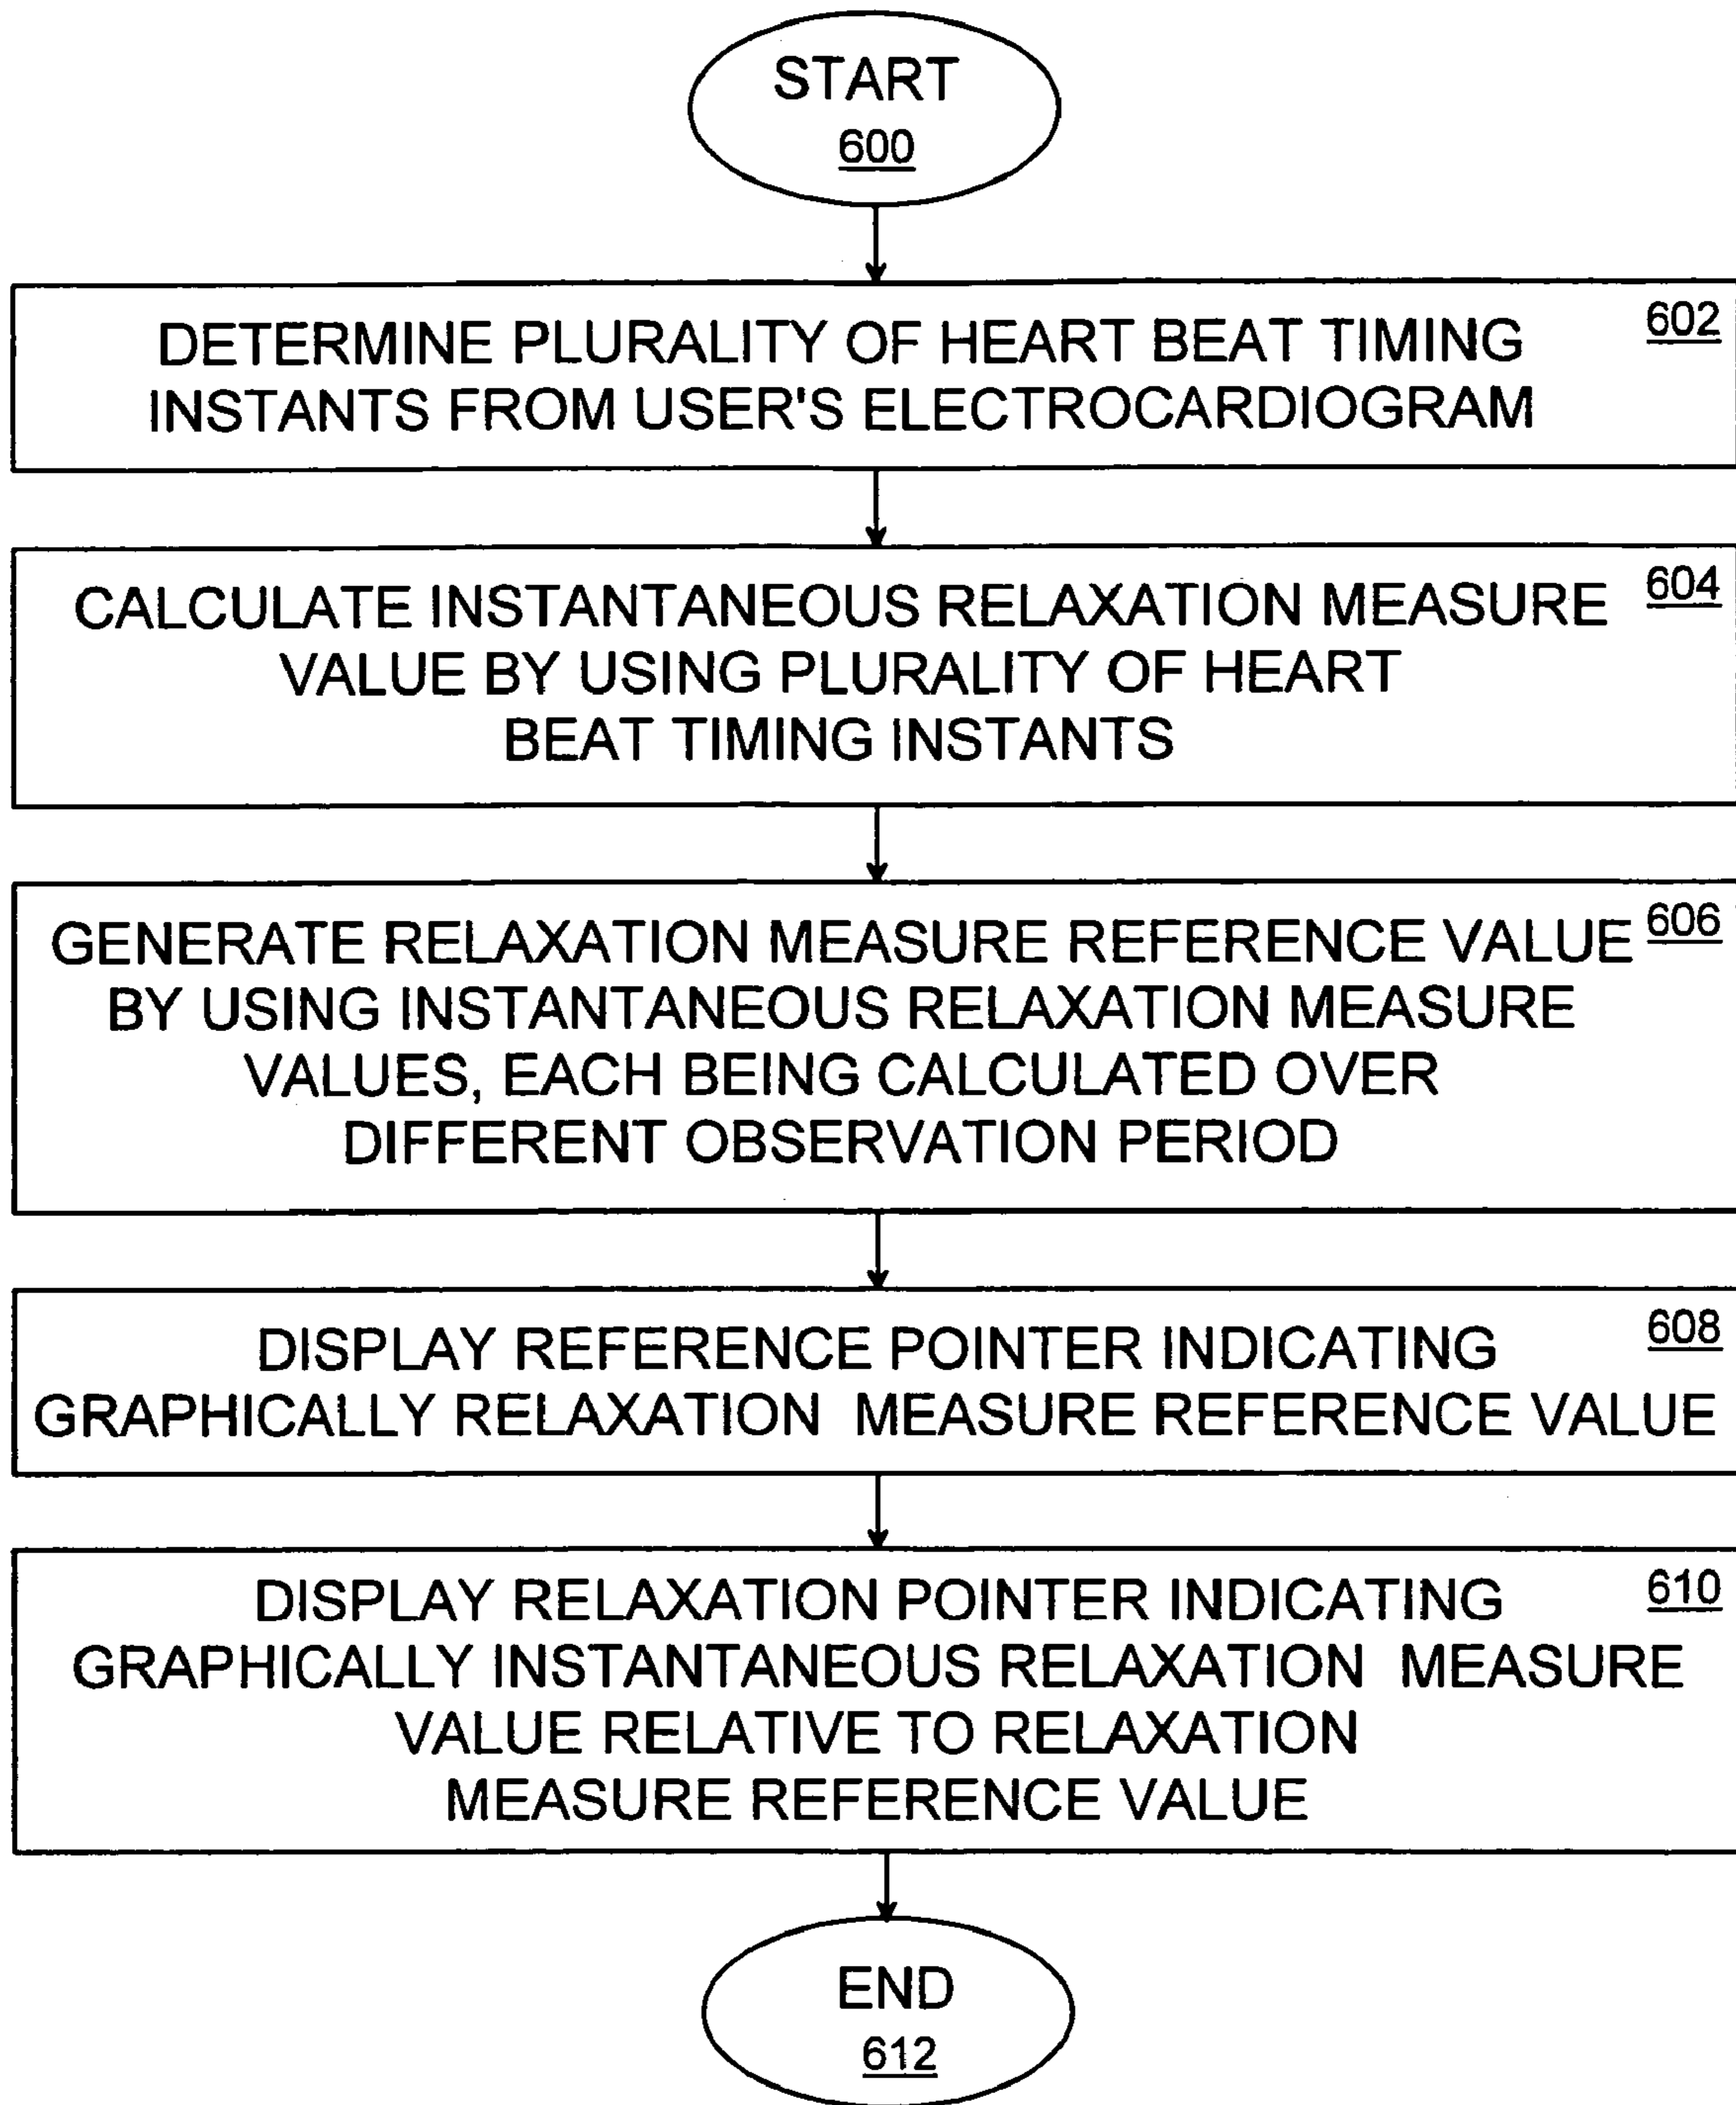 START
600
602
DETERMINE PLURALITY OF HEART BEAT TIMING
INSTANTS FROM USER'S ELECTROCARDIOGRAM
604
CALCULATE INSTANTANEOUS RELAXATION MEASURE
VALUE BY USING PLURALITY OF HEART
BEAT TIMING INSTANTS
606
GENERATE RELAXATION MEASURE REFERENCE VALUE
BY USING INSTANTANEOUS RELAXATION MEASURE
VALUES, EACH BEING CALCULATED OVER
DIFFERENT OBSERVATION PERIOD
608
DISPLAY REFERENCE POINTER INDICATING
GRAPHICALLY RELAXATION MEASURE REFERENCE VALUE
610
DISPLAY RELAXATION POINTER INDICATING
GRAPHICALLY INSTANTANEOUS RELAXATION MEASURE
VALUE RELATIVE TO RELAXATION
MEASURE REFERENCE VALUE
END
612